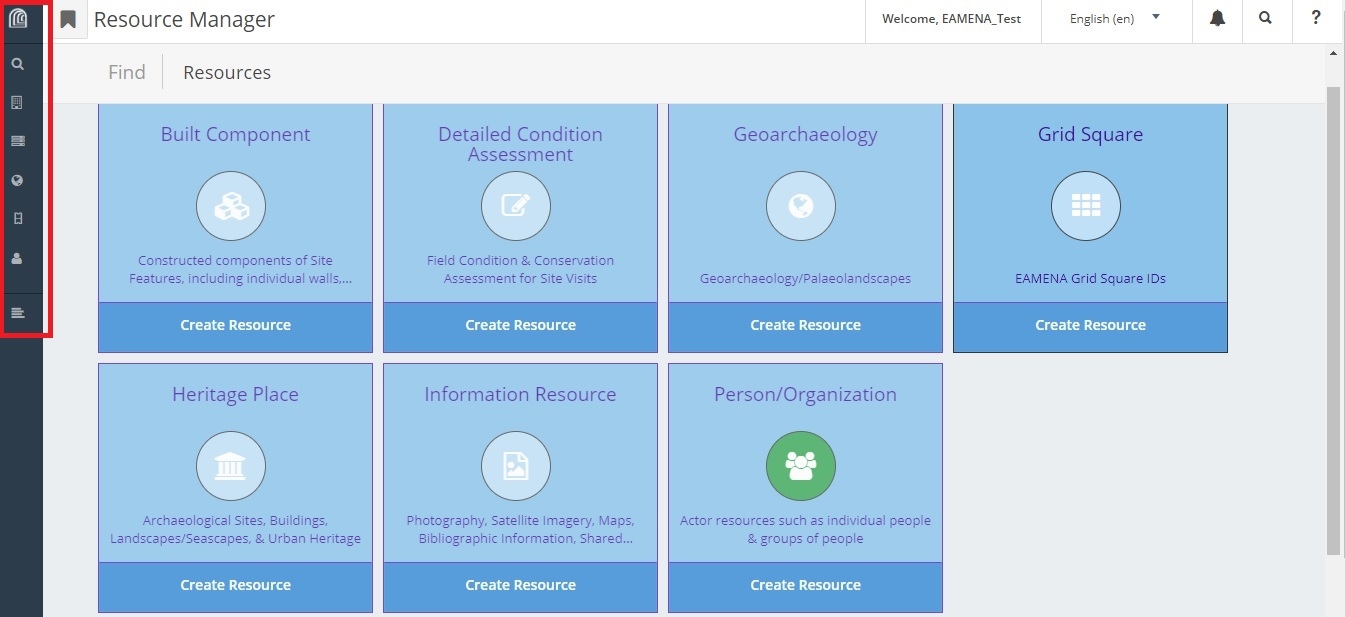 Resource Manager
Welcome, EAMENA_Test
English (en)
?
Find
Resources
Built Component
Constructed components of Site
Features, including individual walls,...
Create Resource
Detailed Condition
Assessment
Field Condition & Conservation
Assessment for Site Visits
Create Resource
Geoarchaeology
Geoarchaeology/Palaeolandscapes
Create Resource
Grid Square
EAMENA Grid Square IDs
Create Resource
Heritage Place
Archaeological Sites, Buildings,
Landscapes/Seascapes, & Urban Heritage
Create Resource
Information Resource
Photography, Satellite Imagery, Maps,
Bibliographic Information, Shared...
Create Resource
Person/Organization
Actor resources such as individual people
& groups of people
Create Resource